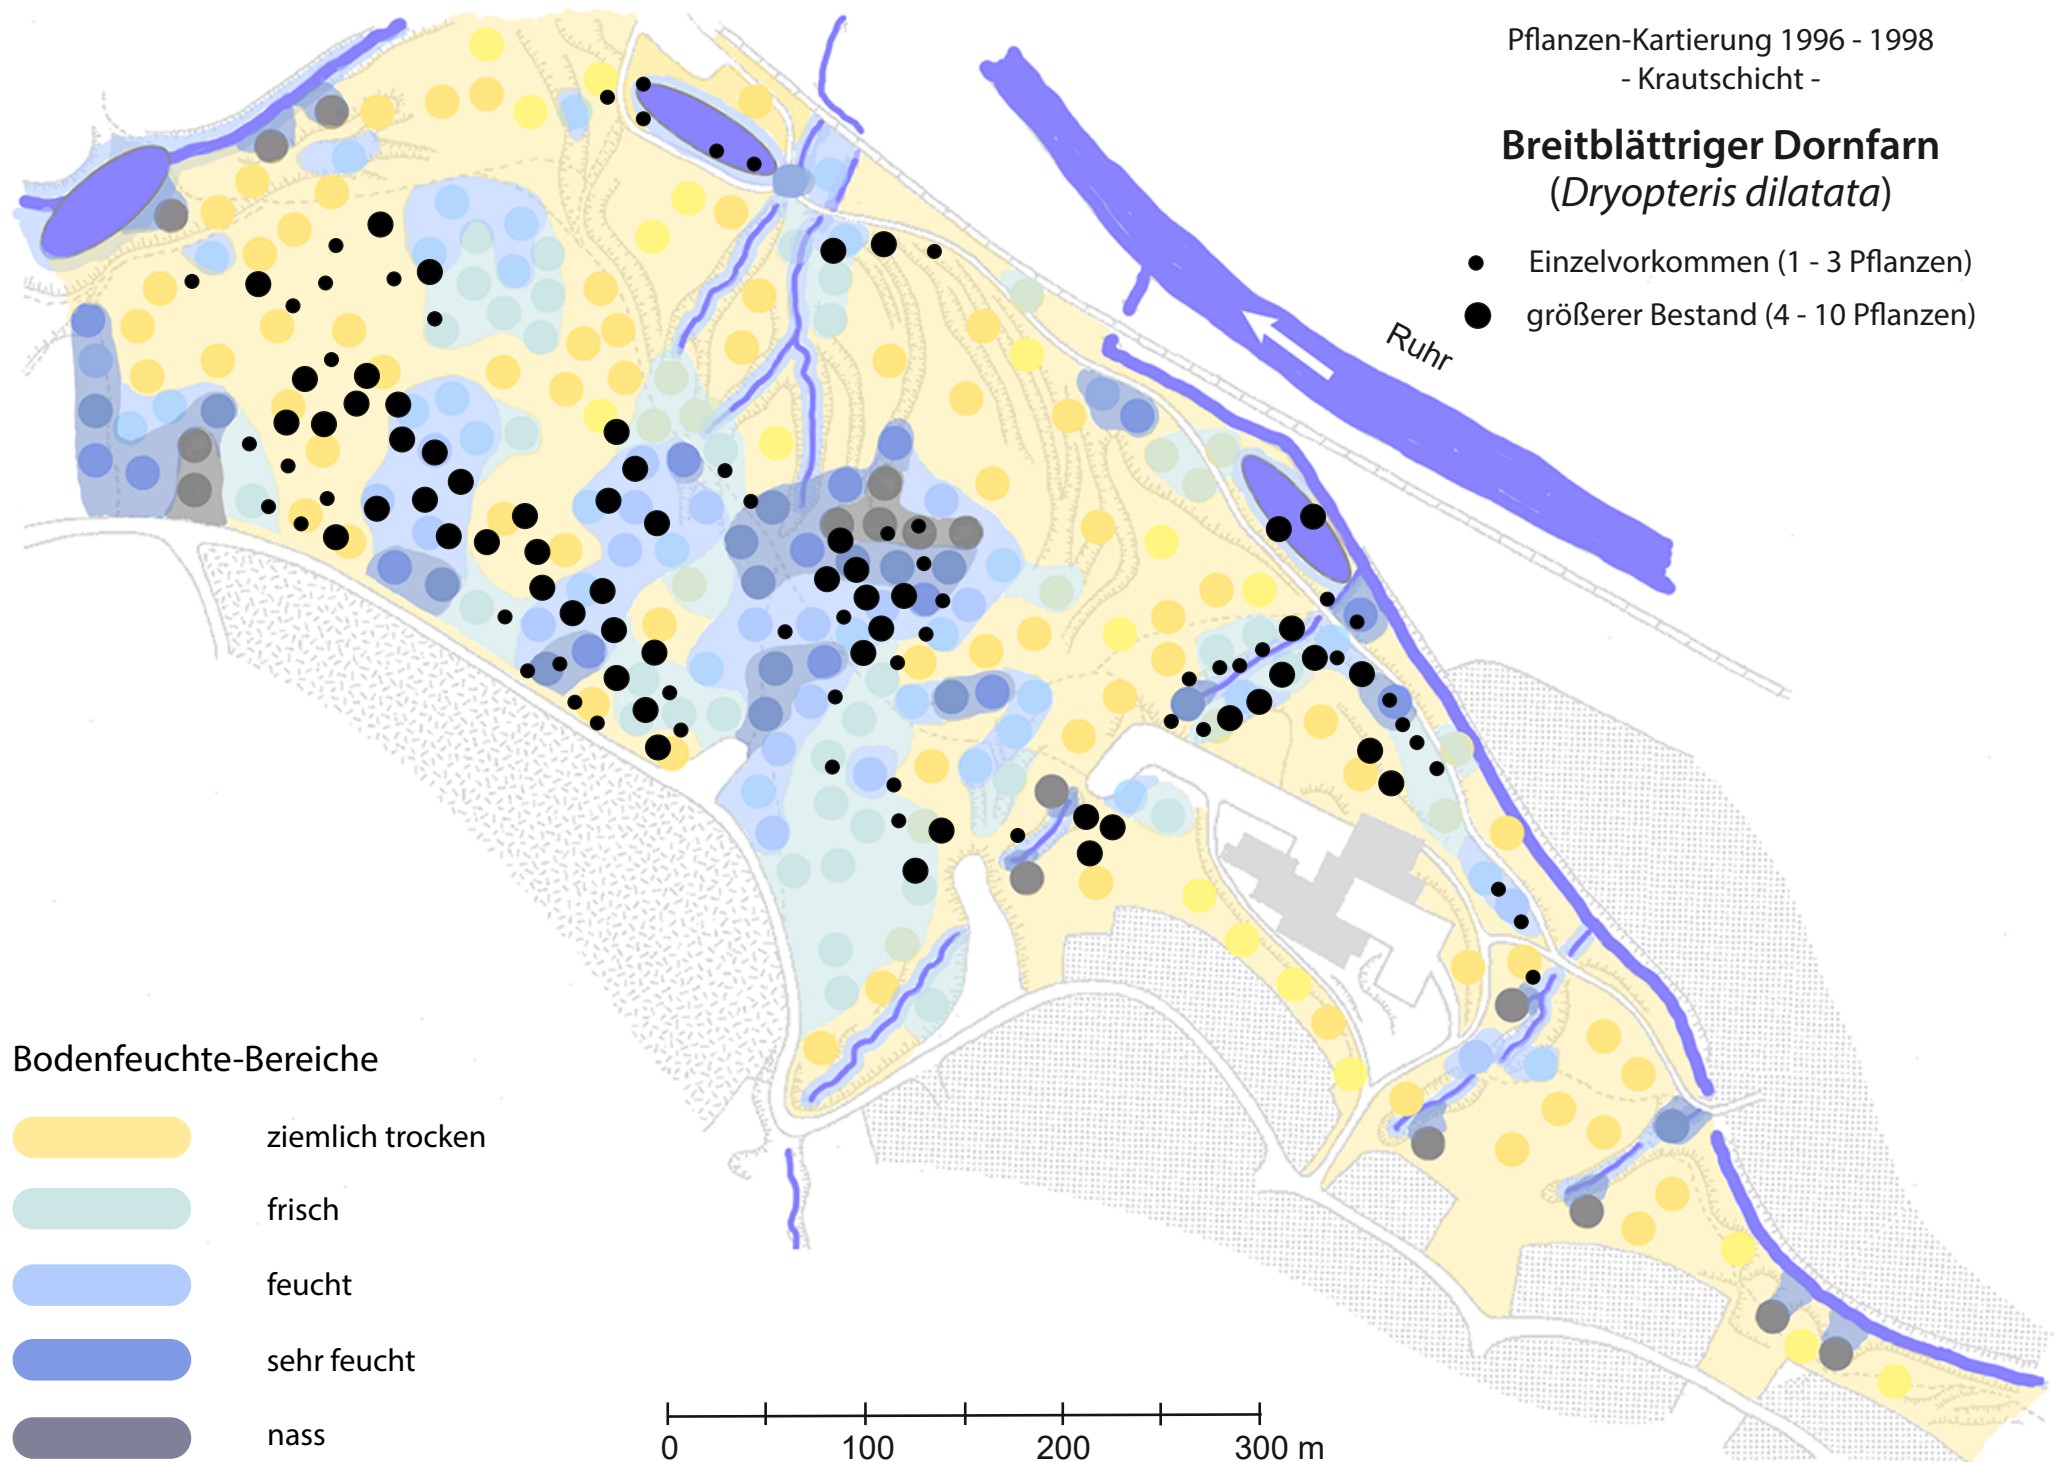 Pflanzen-Kartierung 1996 - 1998
- Krautschicht -
Breitblättriger Dornfarn
(Dryopteris dilatata)
Einzelvorkommen (1 - 3 Pflanzen)
größerer Bestand (4 - 10 Pflanzen)
Ruhr
Bodenfeuchte-Bereiche
ziemlich trocken
frisch
feucht
sehr feucht
nass
0 100 200 300 m